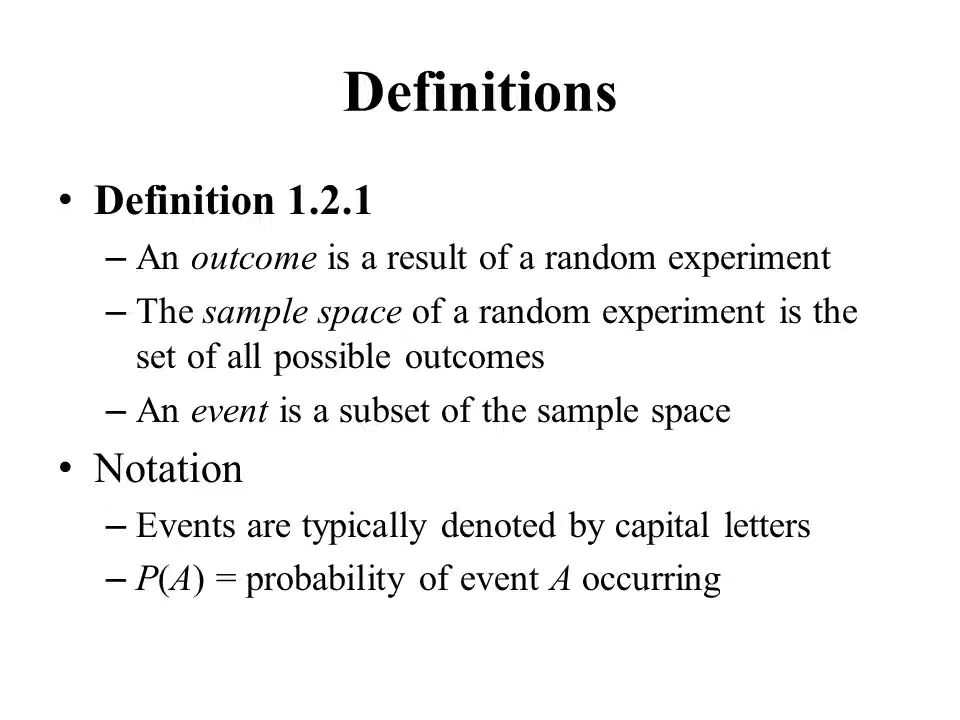 Definitions
• Definition 1.2.1
– An outcome is a result of a random experiment
– The sample space of a random experiment is the
set of all possible outcomes
– An event is a subset of the sample space
• Notation
– Events are typically denoted by capital letters
– P(A) = probability of event A occurring